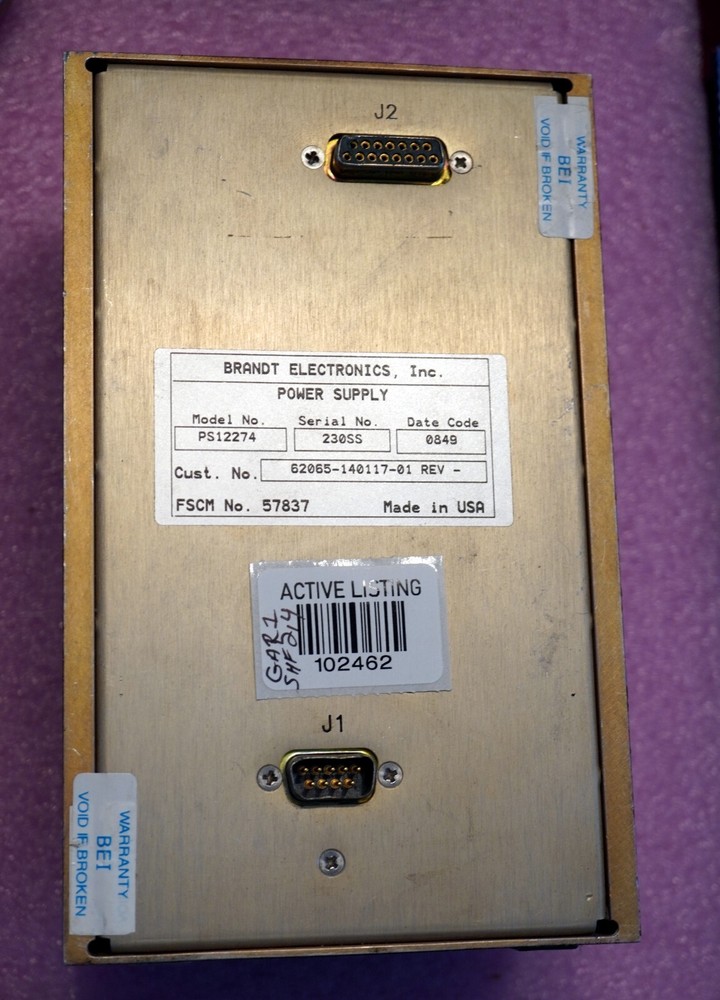 J2
WARRANTY
BEI
VOID IF BROKEN
BRANDT ELECTRONICS, Inc.
POWER SUPPLY
Model No. Serial No. Date Code
PS12274 230SS 0849
Cust. No. 62065-140117-01 REV -
FSCM No. 57837 Made in USA
ACTIVE LISTING
102462
GAR1
SHF214
J1
WARRANTY
BEI
VOID IF BROKEN